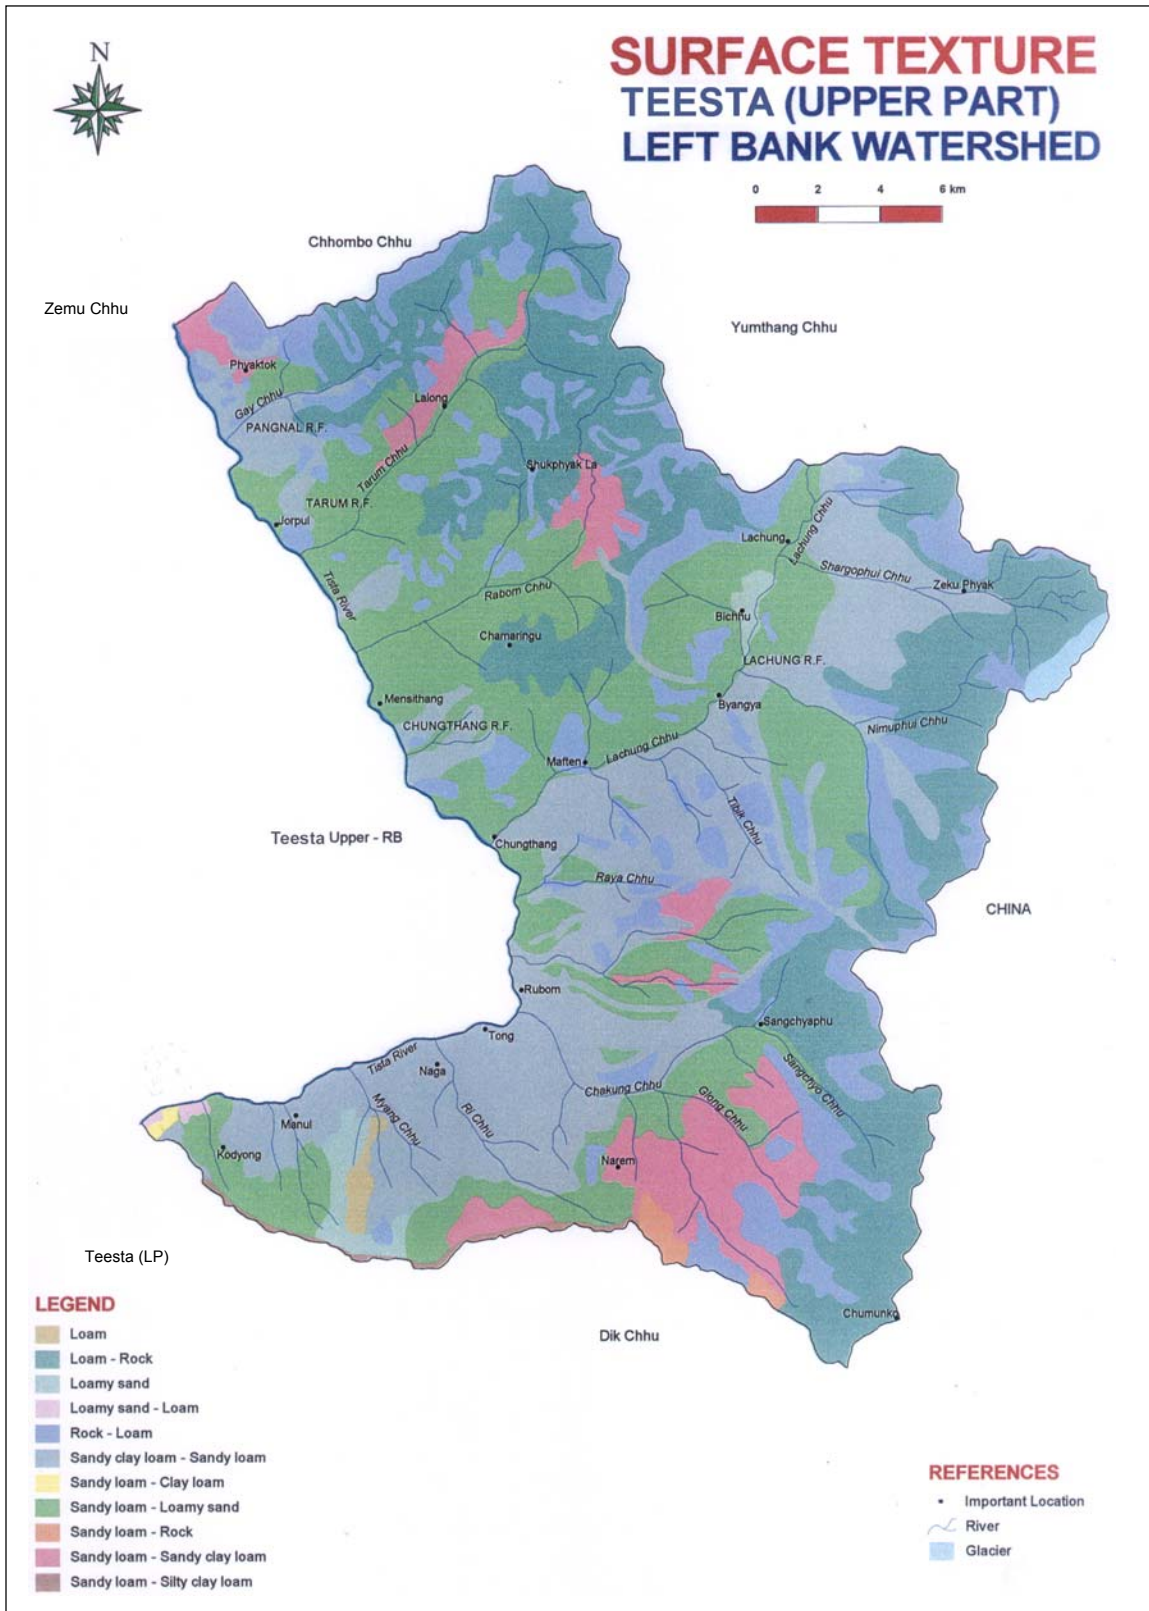 N
SURFACE TEXTURE
TEESTA (UPPER PART)
LEFT BANK WATERSHED
0 2 4 6 km
Chhombo Chhu
Zemu Chhu
Yumthang Chhu
Phyaktok
Gay Chhu
Lalong
PANGNAL R.F.
Tarum Chhu
Shukphyak La
TARUM R.F.
Jorpul
Lachung
Lachung Chhu
Shargophui Chhu
Zeku Phyak
Tista River
Rabom Chhu
Bichhu
Chamaringu
LACHUNG R.F.
Mensithang
Byangya
CHUNGTHANG R.F.
Nimuphui Chhu
Maften
Lachung Chhu
Tibik Chhu
Teesta Upper - RB
Chungthang
Raya Chhu
CHINA
Rubom
Sangchyaphu
Tong
Tista River
Naga
Chakung Chhu
Sangchyo Chhu
Glong Chhu
Manul
Myang Chhu
Ri Chhu
Kodyong
Narem
Teesta (LP)
Chumunko
Dik Chhu
LEGEND
Loam
Loam - Rock
Loamy sand
Loamy sand - Loam
Rock - Loam
Sandy clay loam - Sandy loam
Sandy loam - Clay loam
Sandy loam - Loamy sand
Sandy loam - Rock
Sandy loam - Sandy clay loam
Sandy loam - Silty clay loam
REFERENCES
Important Location
River
Glacier